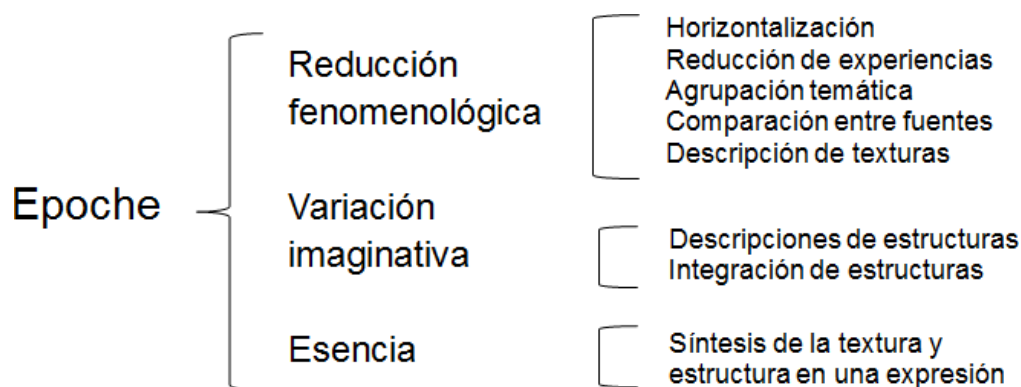 Epoche
Reducción
fenomenológica
Horizontalización
Reducción de experiencias
Agrupación temática
Comparación entre fuentes
Descripción de texturas
Variación
imaginativa
Descripciones de estructuras
Integración de estructuras
Esencia
Síntesis de la textura y
estructura en una expresión